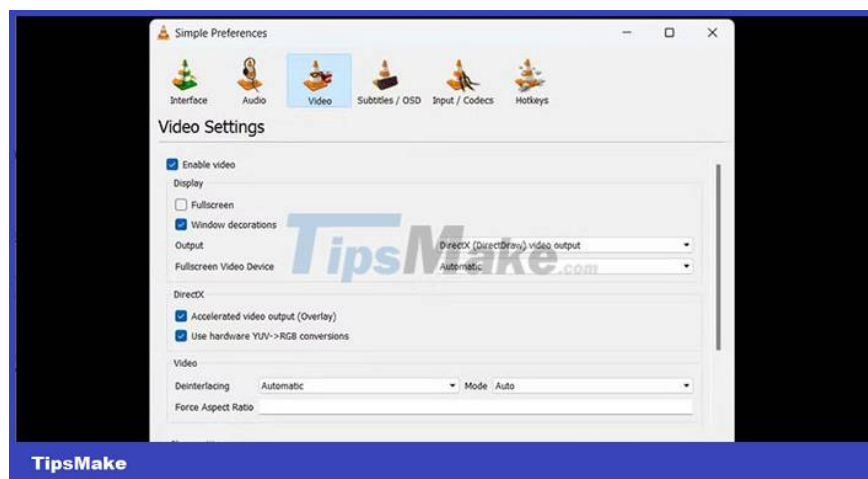 Simple Preferences
Interface Audio Video Subtitles / OSD Input / Codecs Hotkeys
Video Settings
Enable video
Display
Fullscreen
Window decorations
Output DirectX (DirectDraw) video output
Fullscreen Video Device Automatic
TipsMake.com
DirectX
Accelerated video output (Overlay)
Use hardware YUV->RGB conversions
Video
Deinterlacing Automatic Mode Auto
Force Aspect Ratio
TipsMake